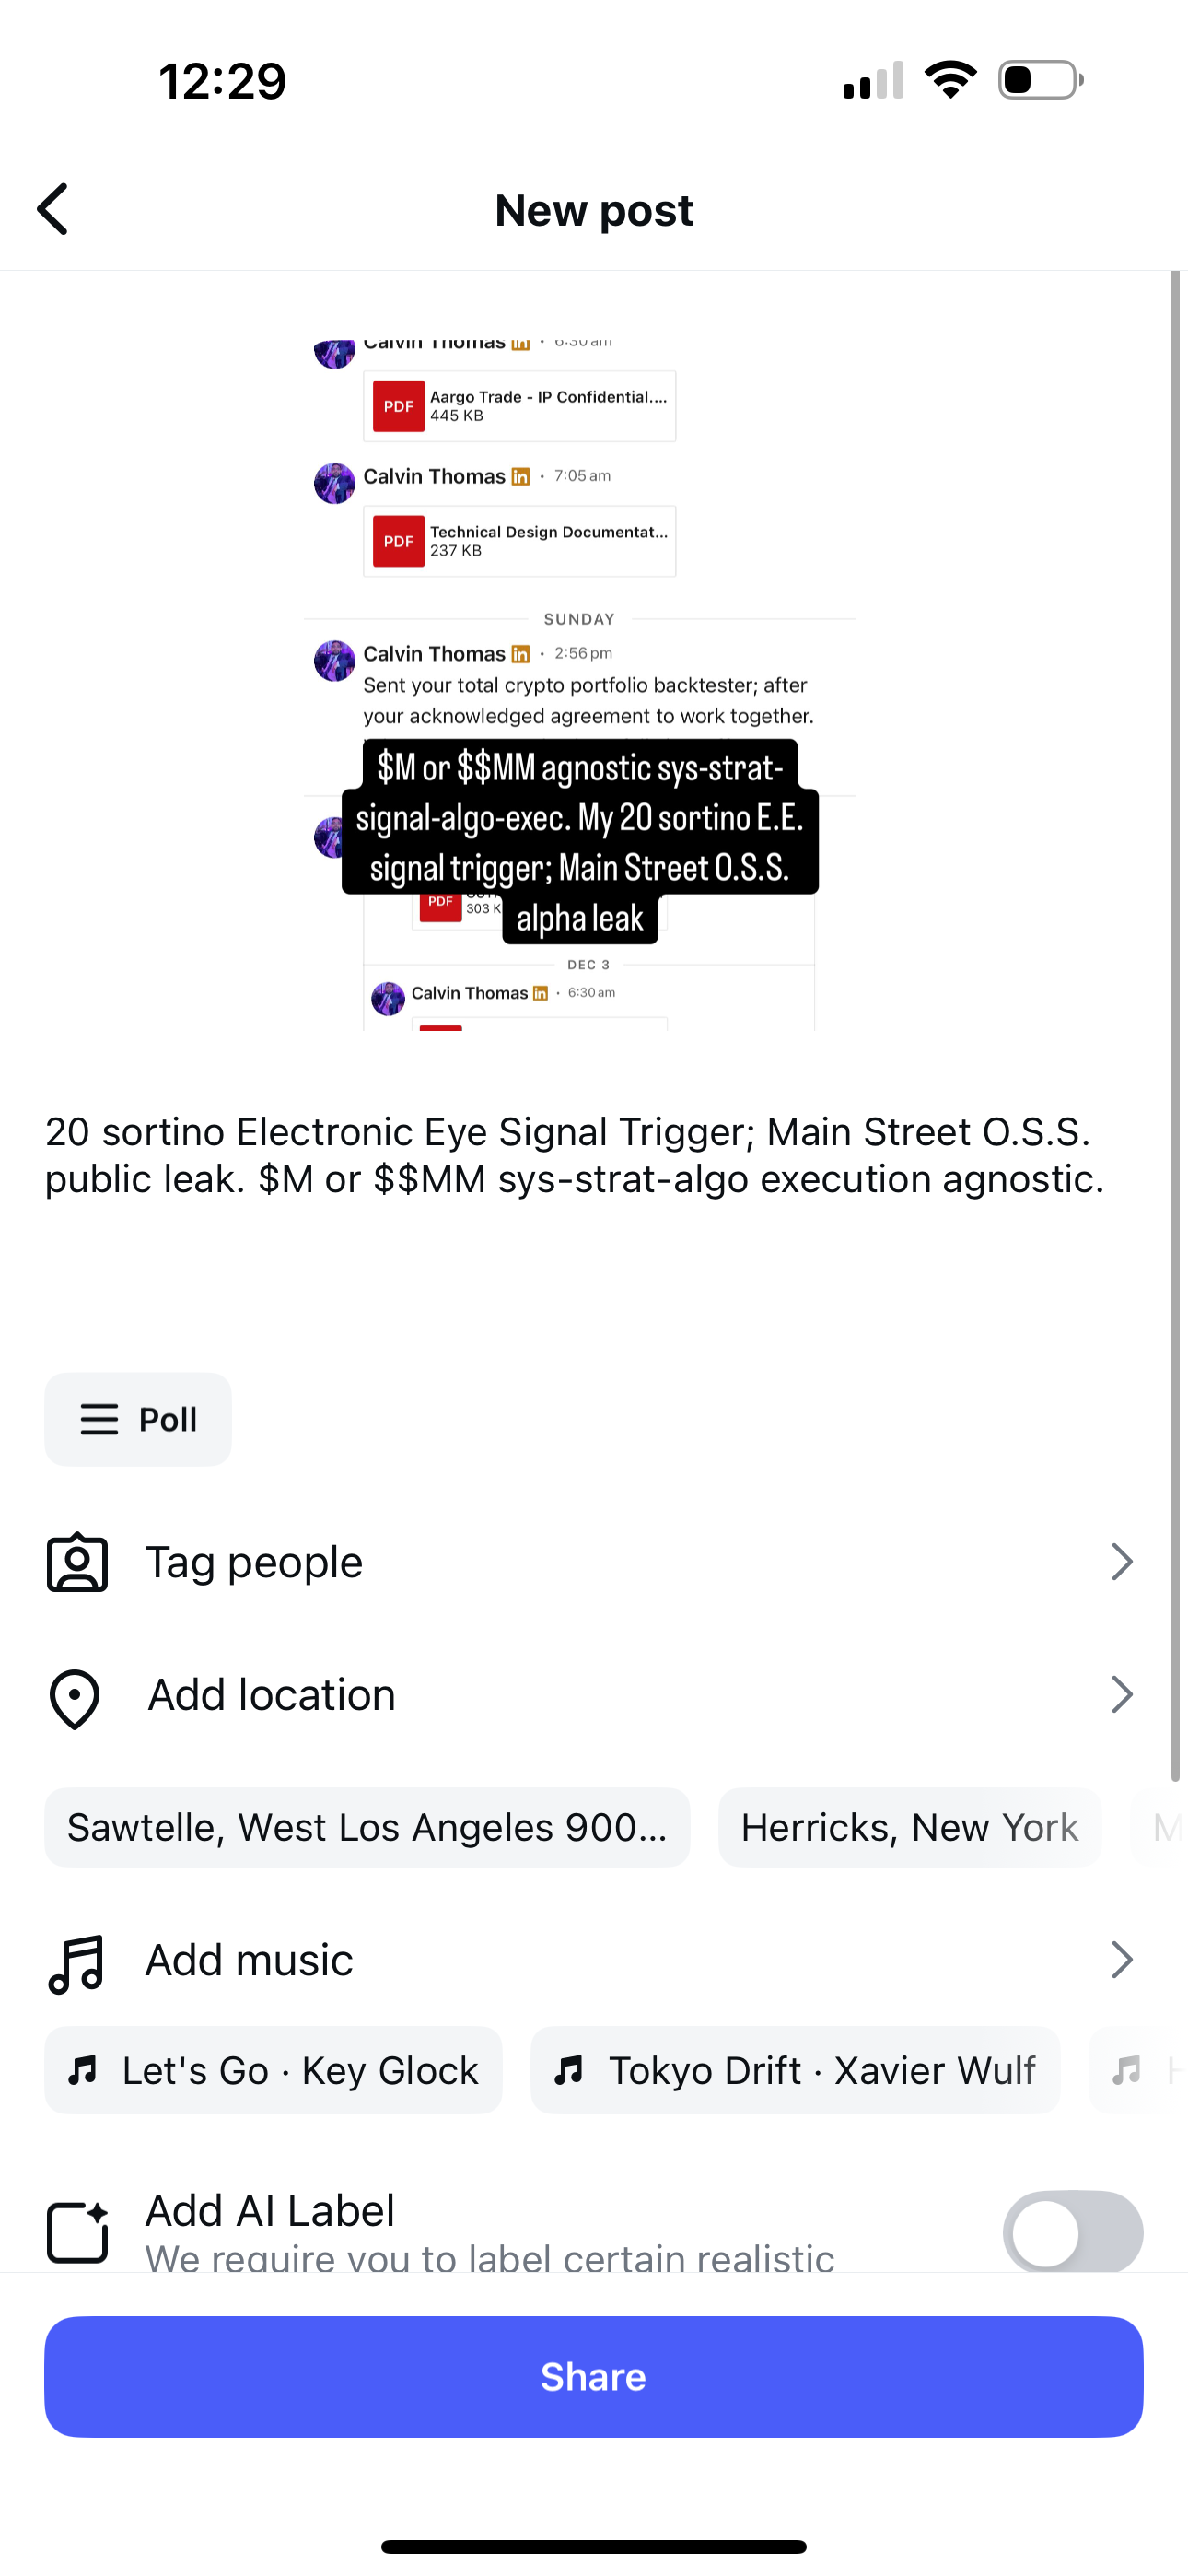 12:29
New post
Calvin Thomas in · 6:30 am
PDF
Aargo Trade - IP Confidential....
445 KB
Calvin Thomas in · 7:05 am
PDF
Technical Design Documentat...
237 KB
SUNDAY
Calvin Thomas in · 2:56 pm
Sent your total crypto portfolio backtester; after
your acknowledged agreement to work together.
$M or $$MM agnostic sys-strat-
signal-algo-exec. My 20 sortino E.E.
signal trigger; Main Street O.S.S.
alpha leak
PDF
303 K
DEC 3
Calvin Thomas in · 6:30 am
20 sortino Electronic Eye Signal Trigger; Main Street O.S.S.
public leak. $M or $$MM sys-strat-algo execution agnostic.
Poll
Tag people
Add location
Sawtelle, West Los Angeles 900... Herricks, New York M
Add music
Let's Go · Key Glock Tokyo Drift · Xavier Wulf
Add AI Label
We require you to label certain realistic
Share